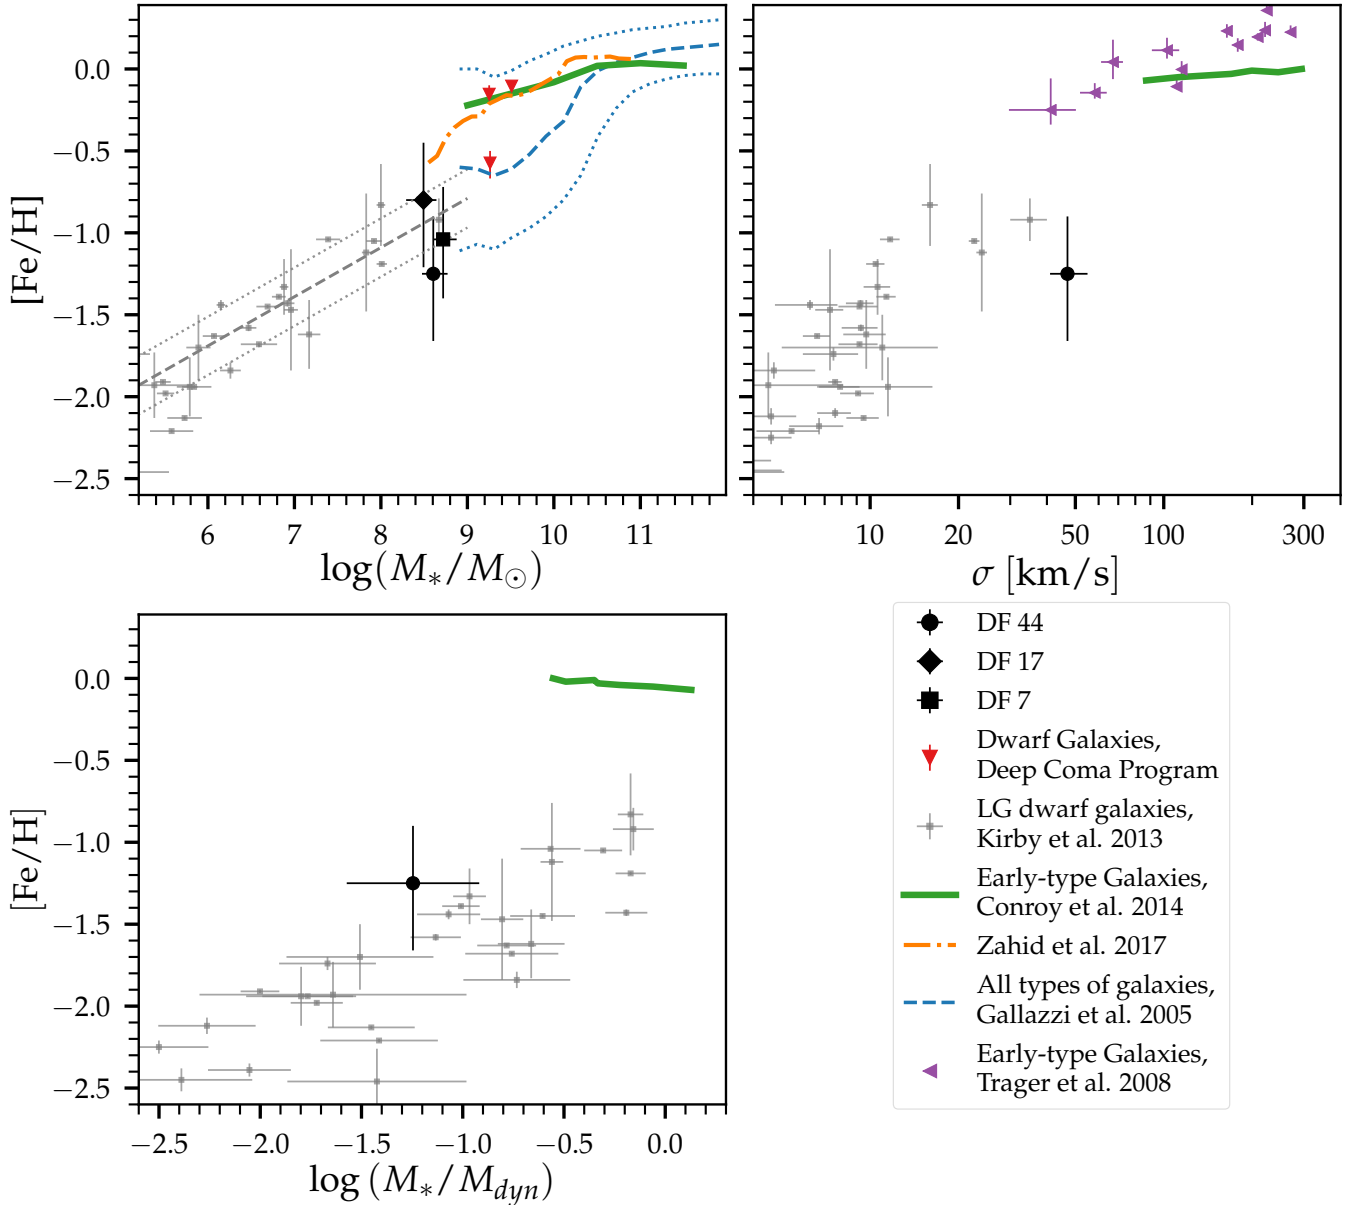 [Fe/H]
0.0
−0.5
−1.0
−1.5
−2.0
−2.5
6 7 8 9 10 11
log(M*/M⊙)
10 20 50 100 300
σ [km/s]
[Fe/H]
0.0
−0.5
−1.0
−1.5
−2.0
−2.5
−2.5 −2.0 −1.5 −1.0 −0.5 0.0
log (M*/Mdyn)
DF 44
DF 17
DF 7
Dwarf Galaxies,
Deep Coma Program
LG dwarf galaxies,
Kirby et al. 2013
Early-type Galaxies,
Conroy et al. 2014
Zahid et al. 2017
All types of galaxies,
Gallazzi et al. 2005
Early-type Galaxies,
Trager et al. 2008